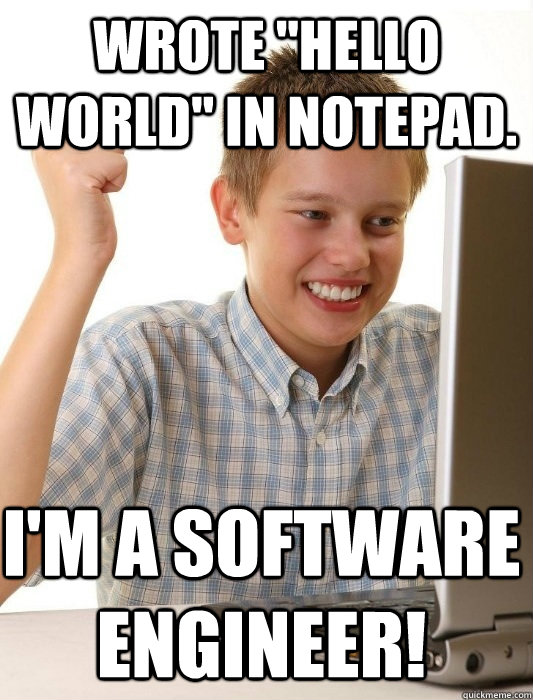 WROTE "HELLO
WORLD" IN NOTEPAD.
I'M A SOFTWARE
ENGINEER!
quickmeme.com